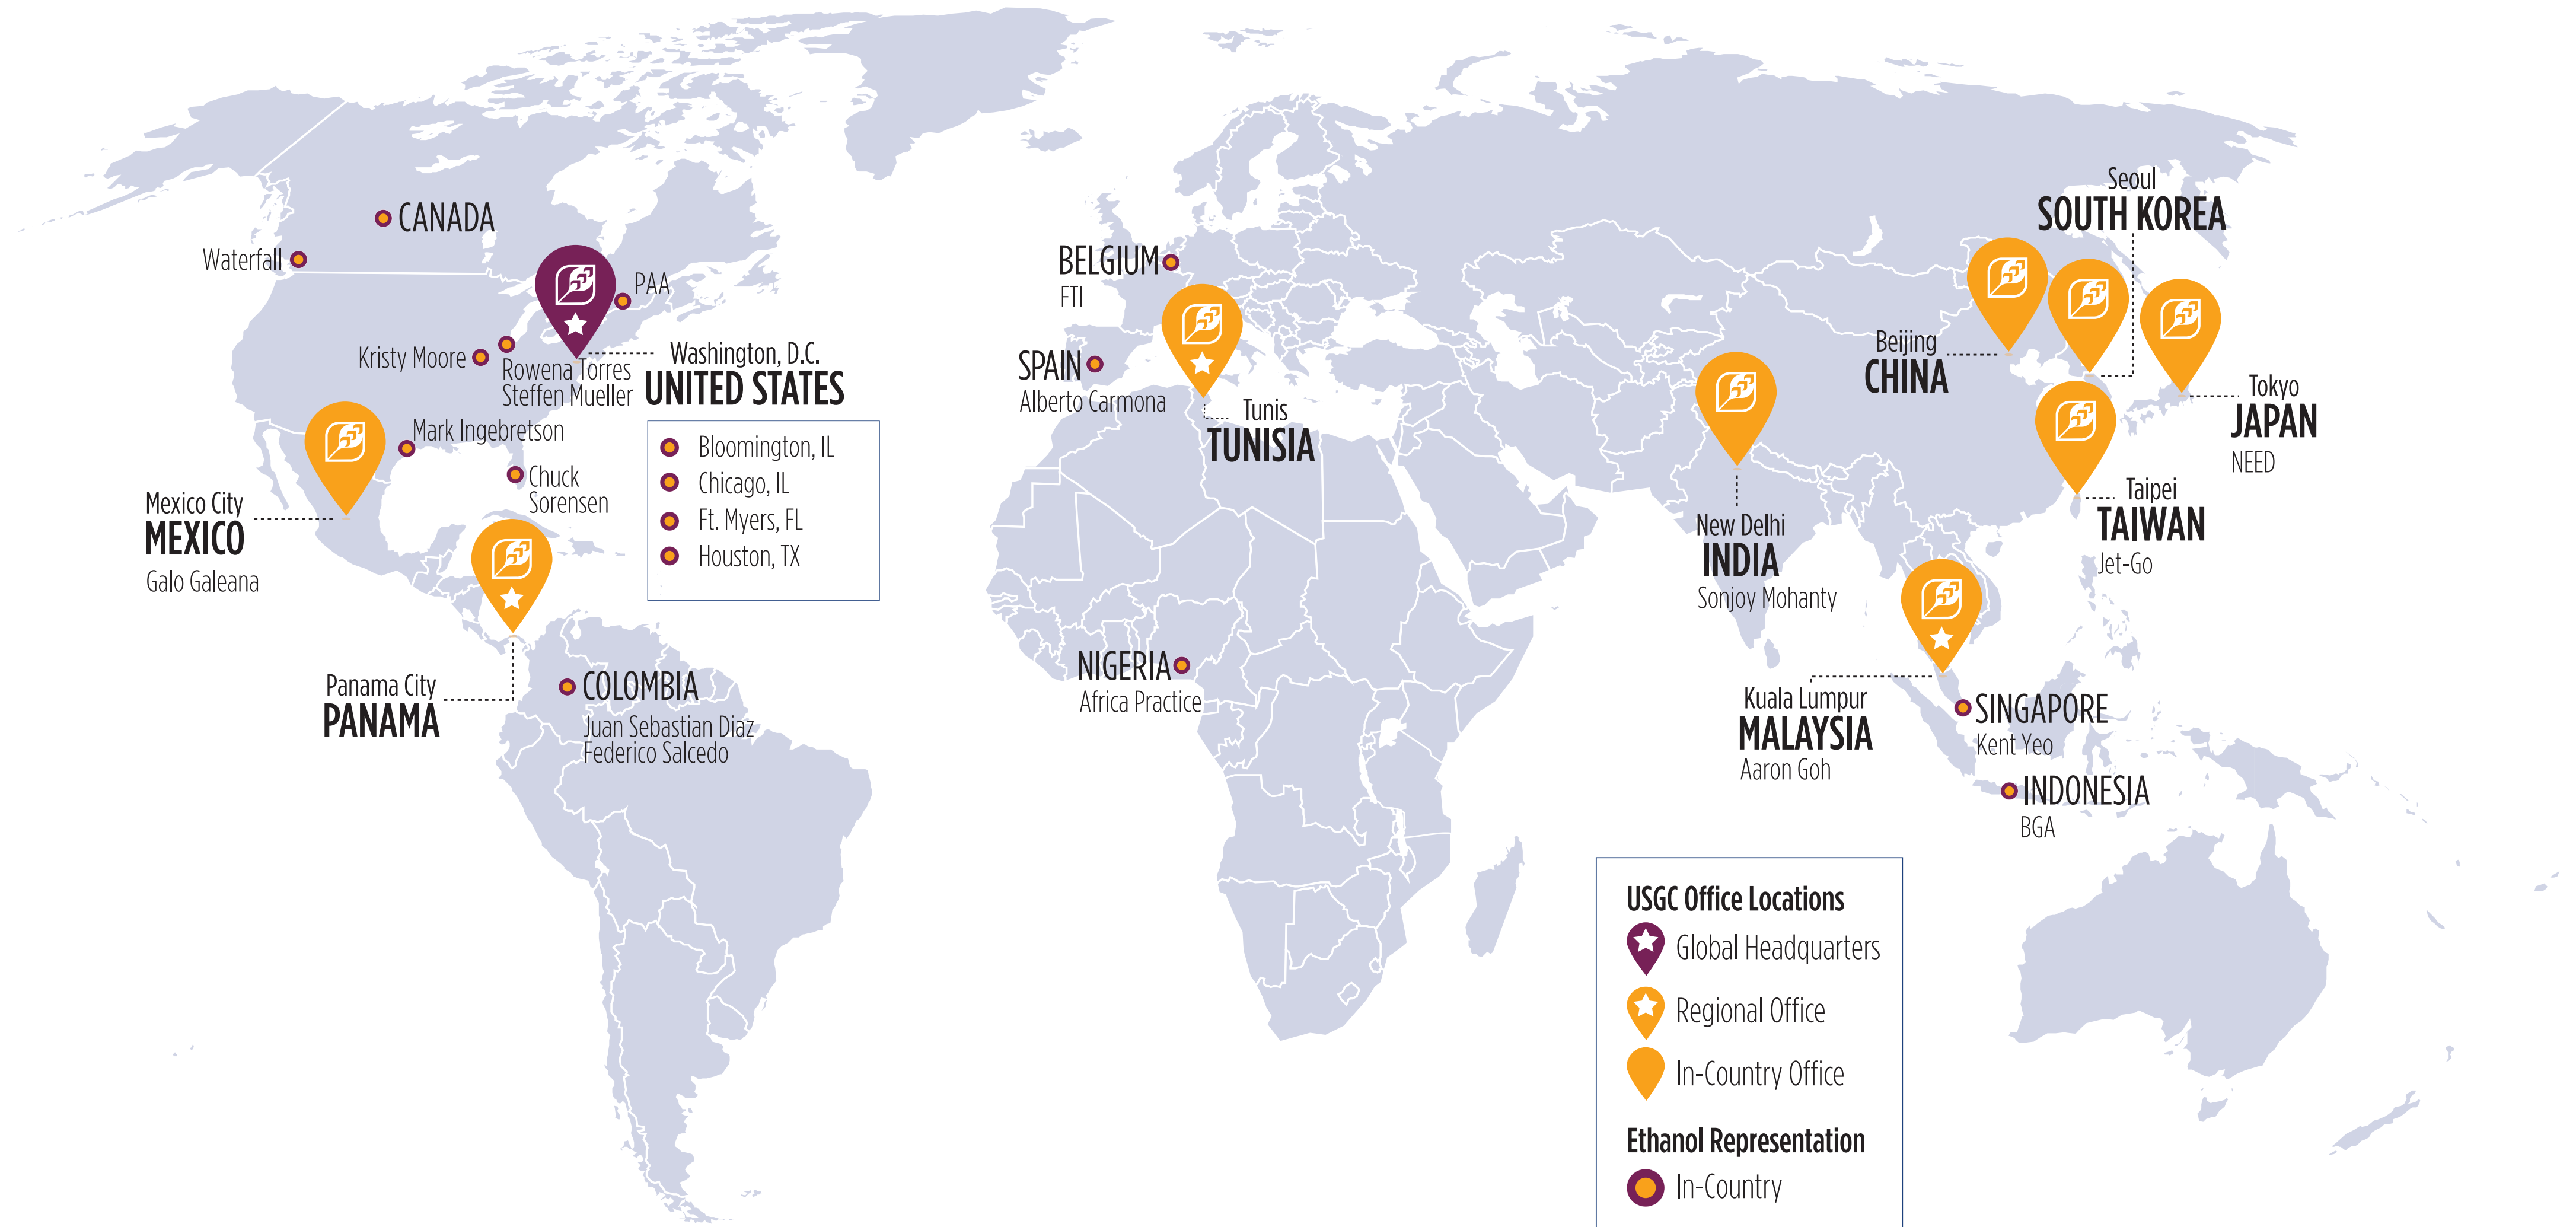 CANADA
Waterfall
PAA
Kristy Moore
Rowena Torres
Steffen Mueller
Washington, D.C.
UNITED STATES
Mark Ingebretson
Chuck
Sorensen
Bloomington, IL
Chicago, IL
Ft. Myers, FL
Houston, TX
Mexico City
MEXICO
Galo Galeana
Panama City
PANAMA
COLOMBIA
Juan Sebastian Diaz
Federico Salcedo
BELGIUM
FTI
SPAIN
Alberto Carmona
Tunis
TUNISIA
NIGERIA
Africa Practice
New Delhi
INDIA
Sonjoy Mohanty
Seoul
SOUTH KOREA
Beijing
CHINA
Tokyo
JAPAN
NEED
Taipei
TAIWAN
Jet-Go
Kuala Lumpur
MALAYSIA
Aaron Goh
SINGAPORE
Kent Yeo
INDONESIA
BGA
USGC Office Locations
Global Headquarters
Regional Office
In-Country Office
Ethanol Representation
In-Country